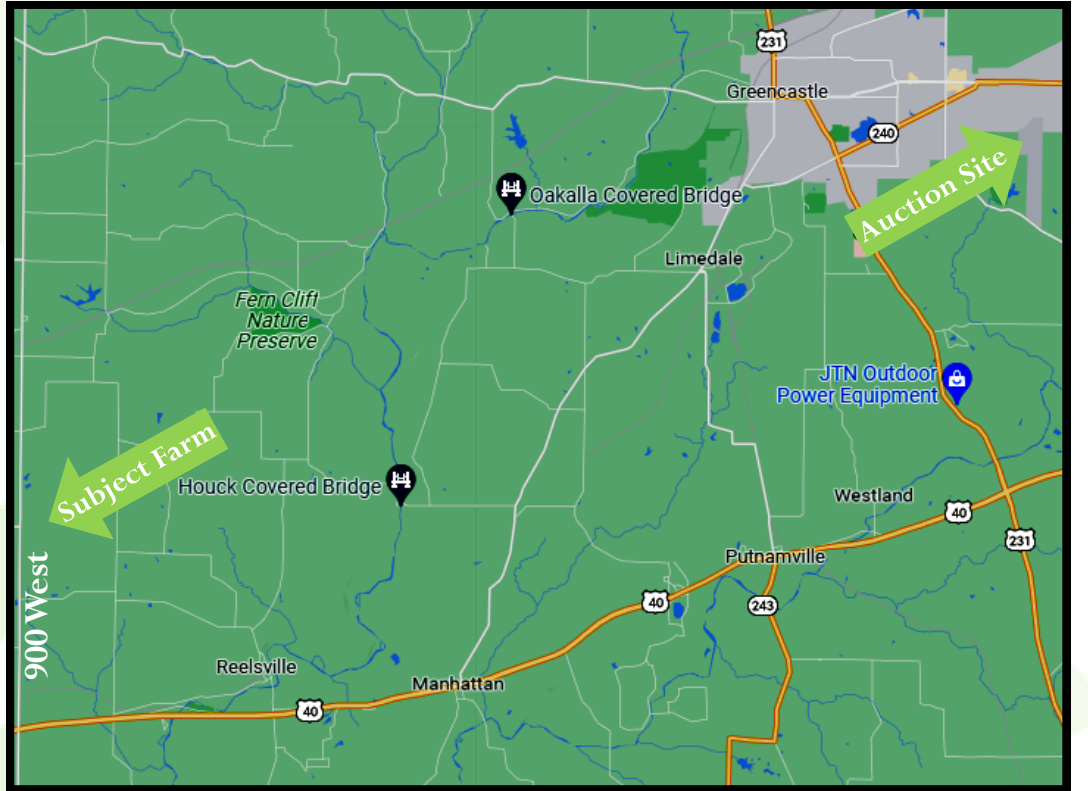 231
Greencastle
240
Auction Site
Oakalla Covered Bridge
Limedale
Fern Clift
Nature
Preserve
JTN Outdoor
Power Equipment
Subject Farm
Houck Covered Bridge
Westland
40
231
Putnamville
40
243
900 West
Reelsville
Manhattan
40